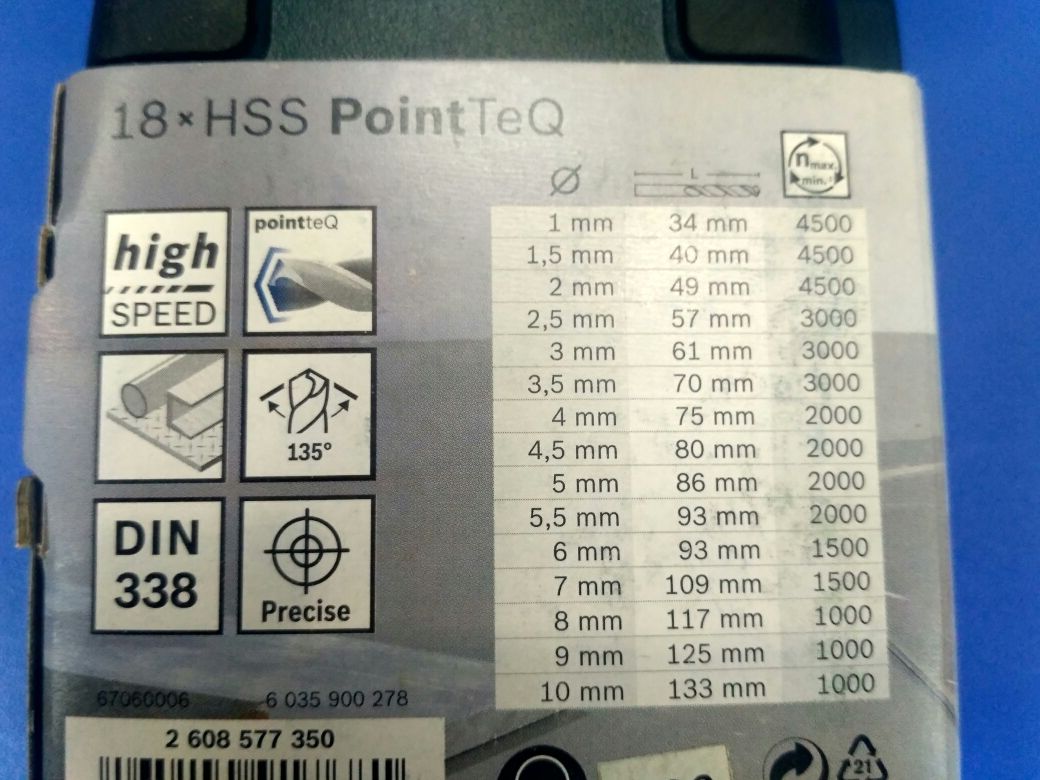 18×HSS PointTeQ
Ø L nmax.
min.⁻¹
high
SPEED
pointteQ
135°
DIN
338
Precise
1 mm 34 mm 4500
1,5 mm 40 mm 4500
2 mm 49 mm 4500
2,5 mm 57 mm 3000
3 mm 61 mm 3000
3,5 mm 70 mm 3000
4 mm 75 mm 2000
4,5 mm 80 mm 2000
5 mm 86 mm 2000
5,5 mm 93 mm 2000
6 mm 93 mm 1500
7 mm 109 mm 1500
8 mm 117 mm 1000
9 mm 125 mm 1000
10 mm 133 mm 1000
67060006 6 035 900 278
2 608 577 350
21